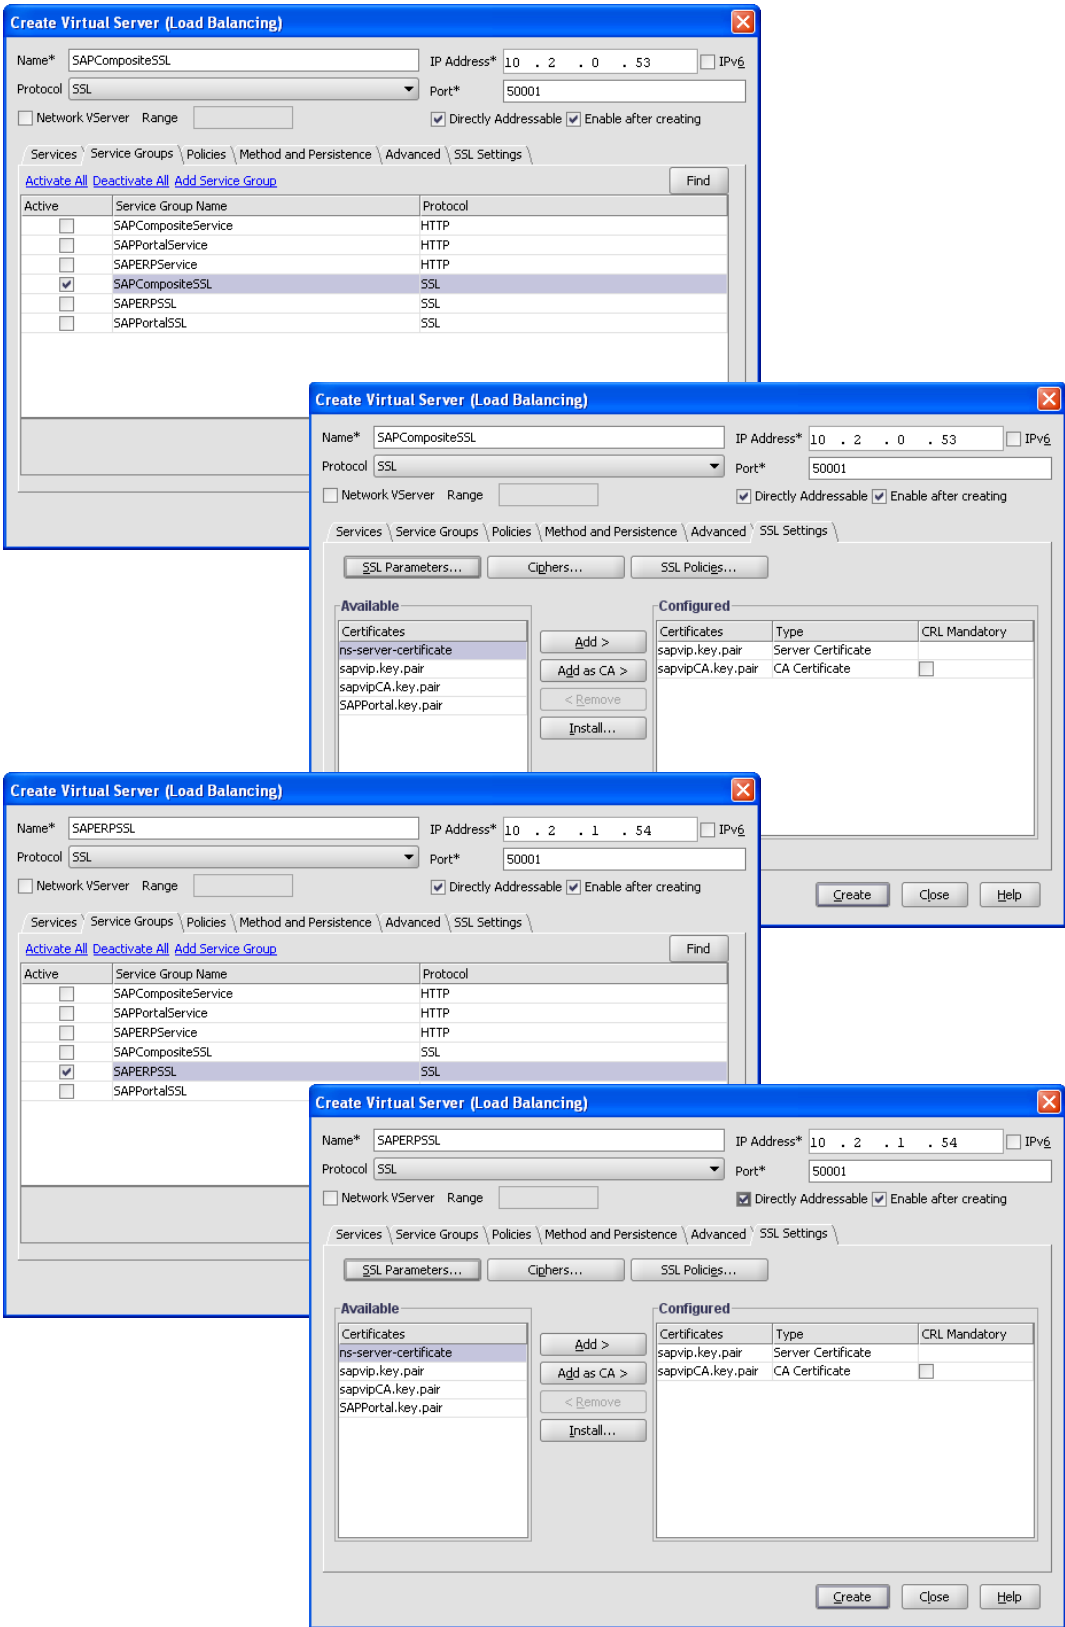 Create Virtual Server (Load Balancing)
Name* SAPCompositeSSL IP Address* 10 . 2 . 0 . 53 IPv6
Protocol SSL Port* 50001
Network VServer Range Directly Addressable Enable after creating
Services Service Groups Policies Method and Persistence Advanced SSL Settings
Activate All Deactivate All Add Service Group Find
Active Service Group Name Protocol
SAPCompositeService HTTP
SAPPortalService HTTP
SAPERPService HTTP
SAPCompositeSSL SSL
SAPERPSSL SSL
SAPPortalSSL SSL
Create Virtual Server (Load Balancing)
Name* SAPCompositeSSL IP Address* 10 . 2 . 0 . 53 IPv6
Protocol SSL Port* 50001
Network VServer Range Directly Addressable Enable after creating
Services Service Groups Policies Method and Persistence Advanced SSL Settings
SSL Parameters... Ciphers... SSL Policies...
Available Configured
Certificates Add > Certificates Type CRL Mandatory
ns-server-certificate sapvip.key.pair Server Certificate
sapvip.key.pair Add as CA > sapvipCA.key.pair CA Certificate
sapvipCA.key.pair < Remove
SAPPortal.key.pair
Install...
Create Close Help
Create Virtual Server (Load Balancing)
Name* SAPERPSSL IP Address* 10 . 2 . 1 . 54 IPv6
Protocol SSL Port* 50001
Network VServer Range Directly Addressable Enable after creating
Services Service Groups Policies Method and Persistence Advanced SSL Settings
Activate All Deactivate All Add Service Group Find
Active Service Group Name Protocol
SAPCompositeService HTTP
SAPPortalService HTTP
SAPERPService HTTP
SAPCompositeSSL SSL
SAPERPSSL SSL
SAPPortalSSL
Create Virtual Server (Load Balancing)
Name* SAPERPSSL IP Address* 10 . 2 . 1 . 54 IPv6
Protocol SSL Port* 50001
Network VServer Range Directly Addressable Enable after creating
Services Service Groups Policies Method and Persistence Advanced SSL Settings
SSL Parameters... Ciphers... SSL Policies...
Available Configured
Certificates Add > Certificates Type CRL Mandatory
ns-server-certificate sapvip.key.pair Server Certificate
sapvip.key.pair Add as CA > sapvipCA.key.pair CA Certificate
sapvipCA.key.pair < Remove
SAPPortal.key.pair
Install...
Create Close Help